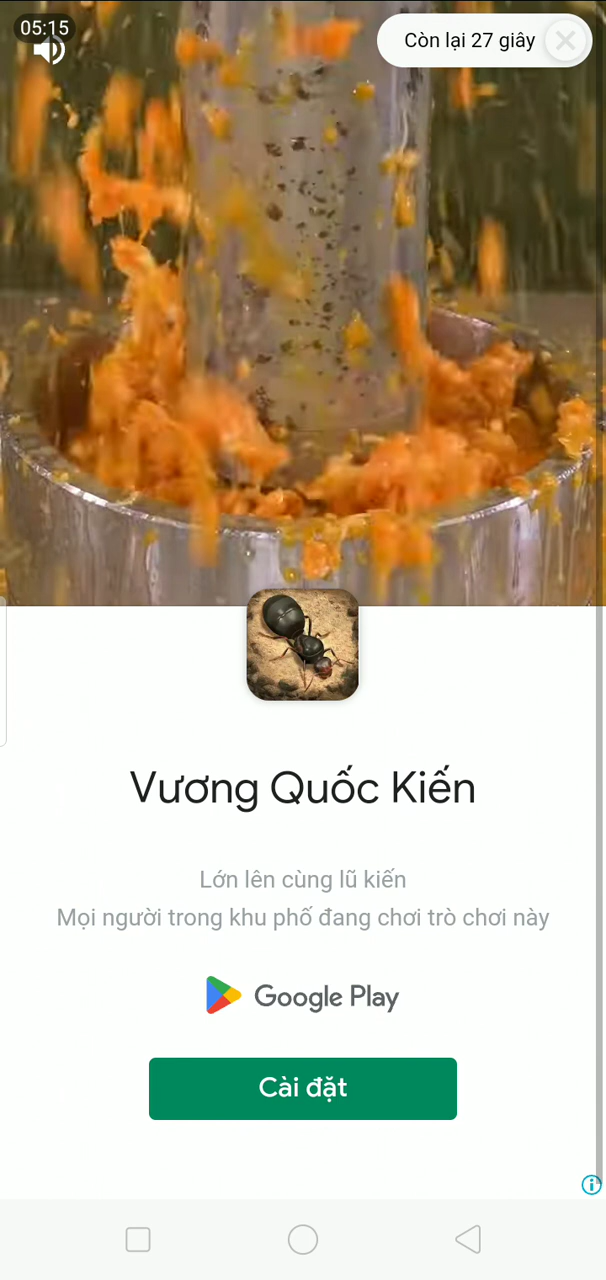 05:15
Còn lại 27 giây
Vương Quốc Kiến
Lớn lên cùng lũ kiến
Mọi người trong khu phố đang chơi trò chơi này
Google Play
Cài đặt